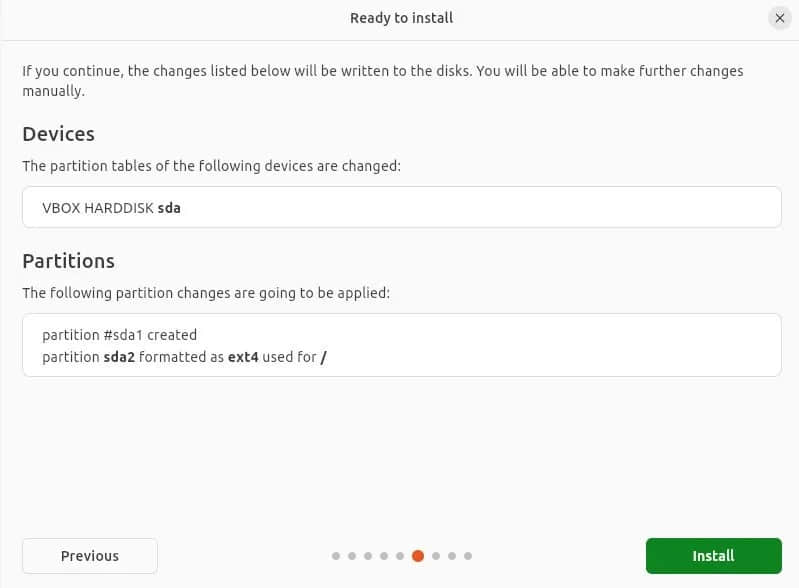 Ready to install
If you continue, the changes listed below will be written to the disks. You will be able to make further changes
manually.
Devices
The partition tables of the following devices are changed:
VBOX HARDDISK sda
Partitions
The following partition changes are going to be applied:
partition #sda1 created
partition sda2 formatted as ext4 used for /
Previous
Install